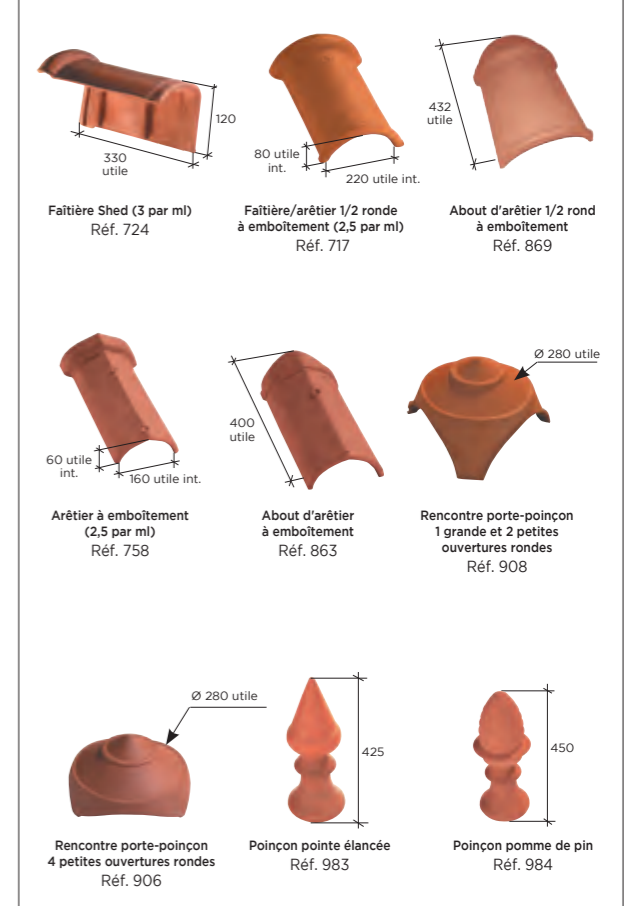 120
330
utile
Faîtière Shed (3 par ml)
Réf. 724
80 utile
int.
220 utile int.
Faîtière/arêtier 1/2 ronde
à emboîtement (2,5 par ml)
Réf. 717
432
utile
About d'arêtier 1/2 rond
à emboîtement
Réf. 869
60 utile
int.
160 utile int.
Arêtier à emboîtement
(2,5 par ml)
Réf. 758
400
utile
About d'arêtier
à emboîtement
Réf. 863
Ø 280 utile
Rencontre porte-poinçon
1 grande et 2 petites
ouvertures rondes
Réf. 908
Ø 280 utile
Rencontre porte-poinçon
4 petites ouvertures rondes
Réf. 906
425
Poinçon pointe élancée
Réf. 983
450
Poinçon pomme de pin
Réf. 984